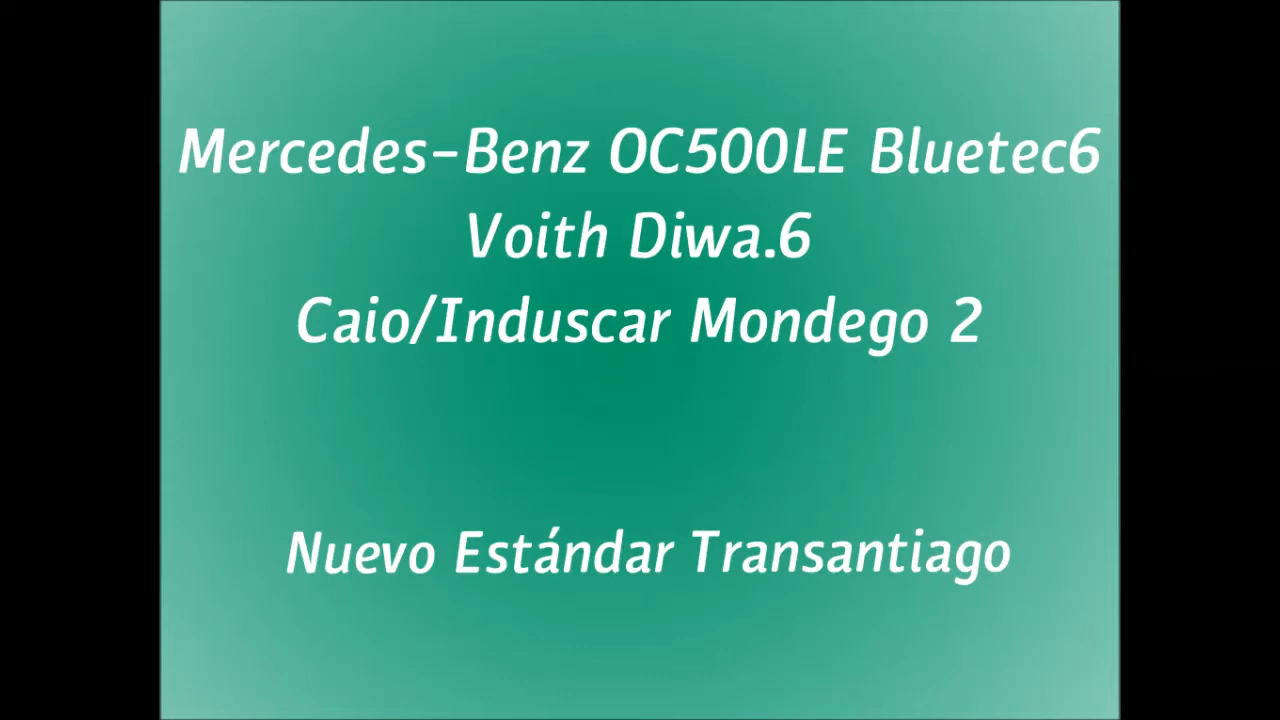 Mercedes-Benz OC500LE Bluetec6
Voith Diwa.6
Caio/Induscar Mondego 2
Nuevo Estándar Transantiago